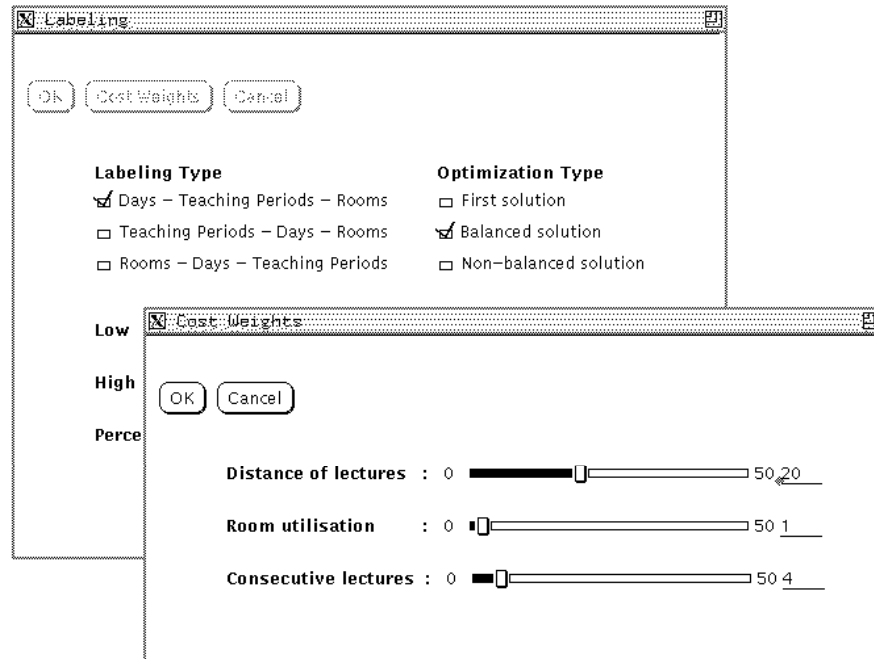 Labeling
OK Cost Weights Cancel
Labeling Type Optimization Type
Days – Teaching Periods – Rooms First solution
Teaching Periods – Days – Rooms Balanced solution
Rooms – Days – Teaching Periods Non–balanced solution
Low
High
Perce
Cost Weights
OK Cancel
Distance of lectures : 0 50 20
Room utilisation : 0 50 1
Consecutive lectures : 0 50 4